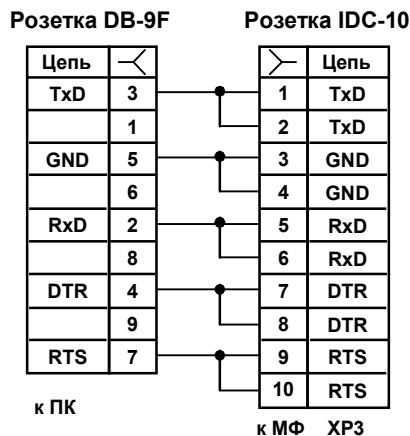 Розетка DB-9F Розетка IDC-10
Цепь Цепь
TxD 3 1 TxD
1 2 TxD
GND 5 3 GND
6 4 GND
RxD 2 5 RxD
8 6 RxD
DTR 4 7 DTR
9 8 DTR
RTS 7 9 RTS
10 RTS
к ПК
к МФ ХР3